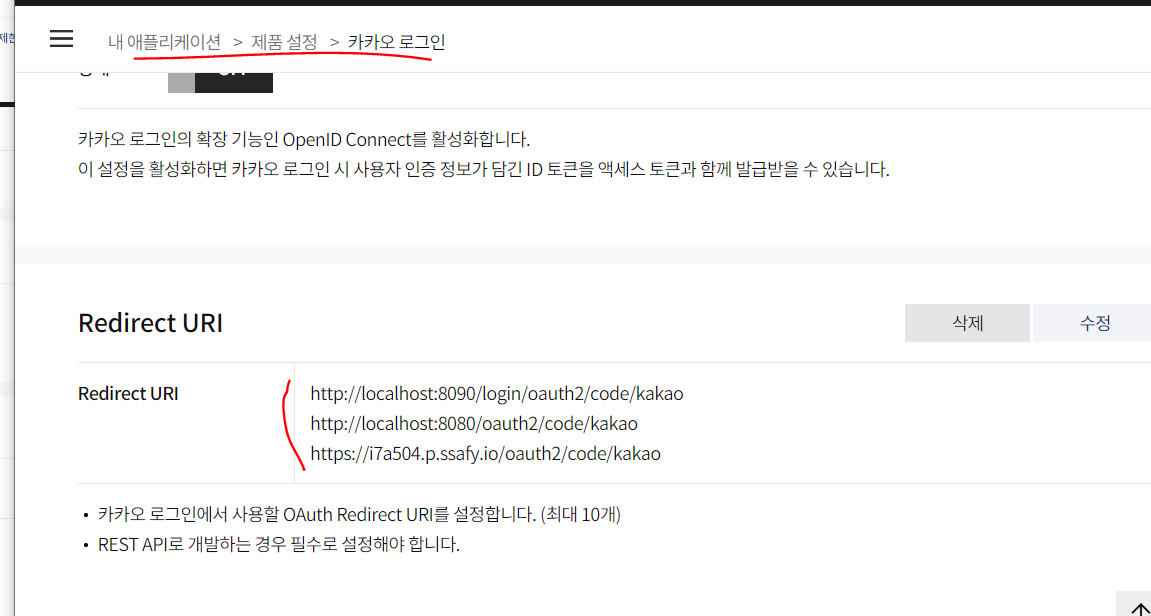 내 애플리케이션 > 제품 설정 > 카카오 로그인
카카오 로그인의 확장 기능인 OpenID Connect를 활성화합니다.
이 설정을 활성화하면 카카오 로그인 시 사용자 인증 정보가 담긴 ID 토큰을 액세스 토큰과 함께 발급받을 수 있습니다.
Redirect URI
삭제
수정
Redirect URI
http://localhost:8090/login/oauth2/code/kakao
http://localhost:8080/oauth2/code/kakao
https://i7a504.p.ssafy.io/oauth2/code/kakao
• 카카오 로그인에서 사용할 OAuth Redirect URI를 설정합니다. (최대 10개)
• REST API로 개발하는 경우 필수로 설정해야 합니다.